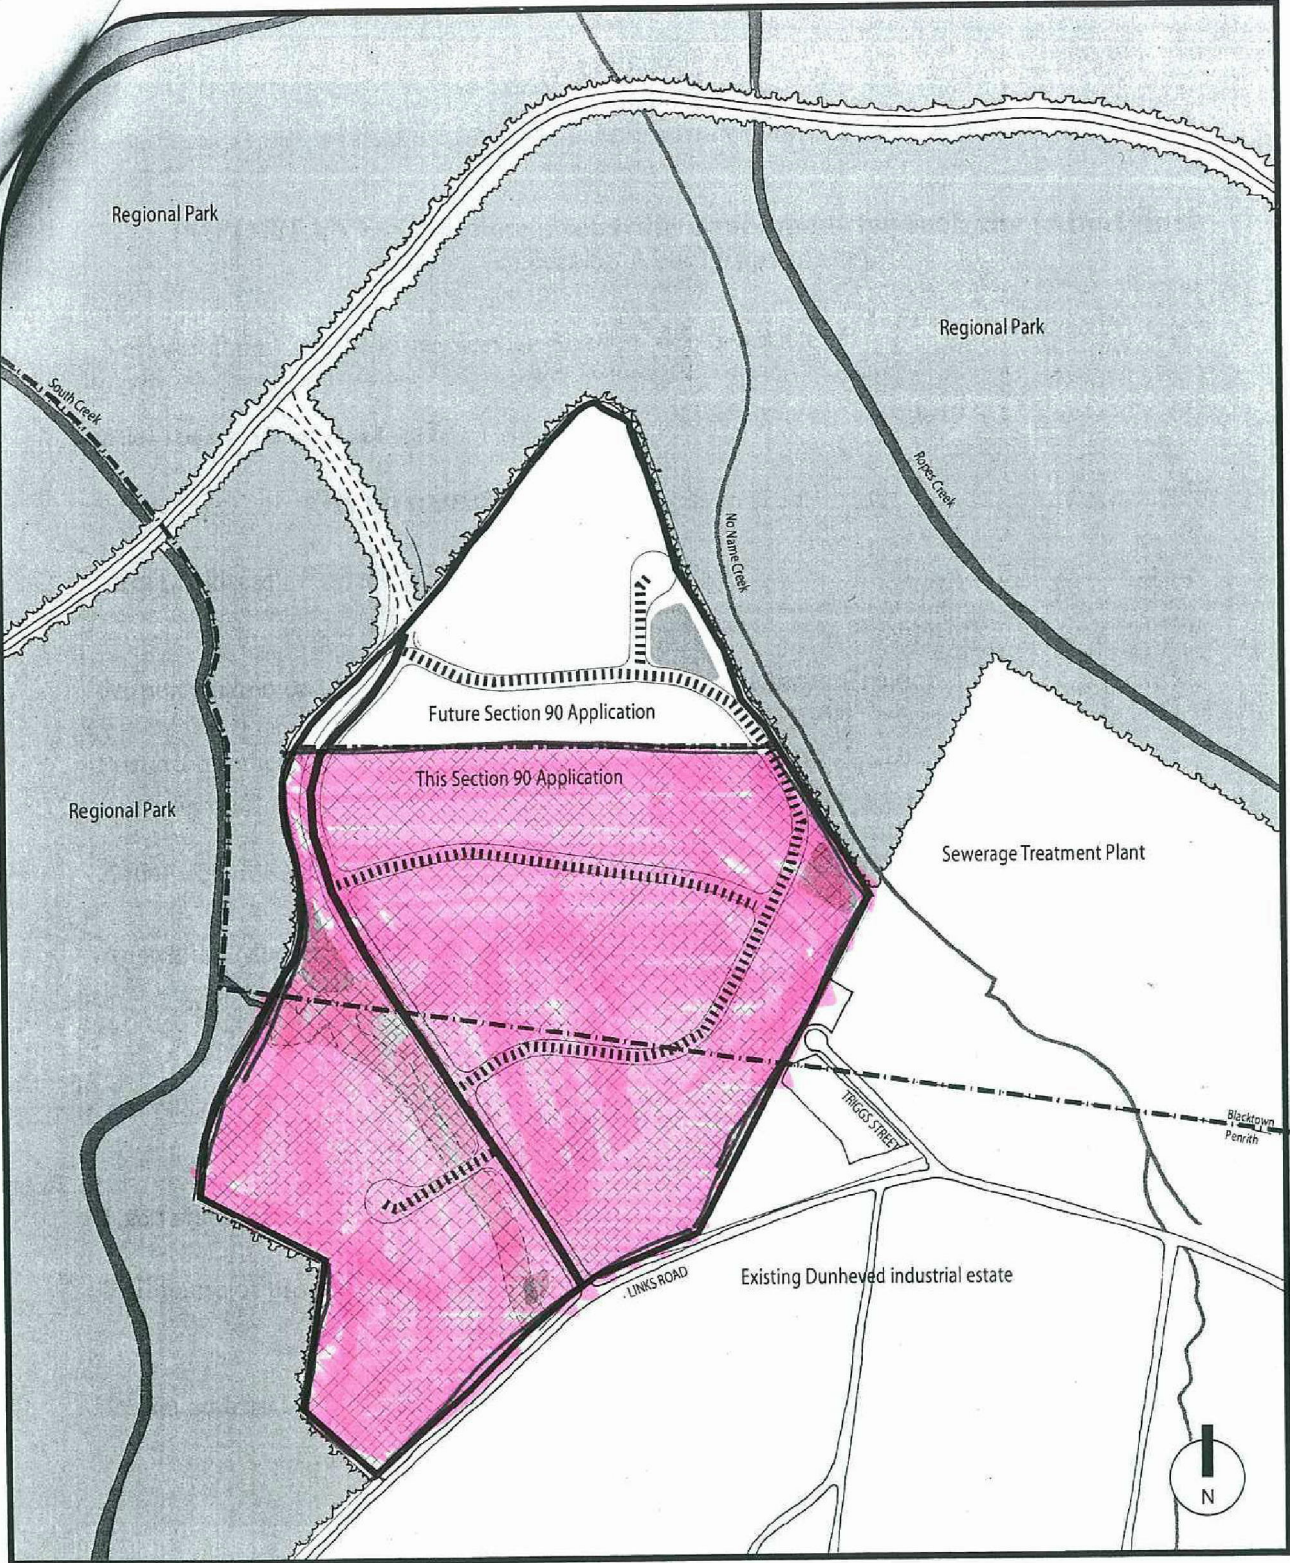 Regional Park
Regional Park
South Creek
Ropes Creek
No Name Creek
Future Section 90 Application
This Section 90 Application
Regional Park
Sewerage Treatment Plant
TRIGGS STREET
Blacktown
Penrith
LINKS ROAD
Existing Dunheved industrial estate
N